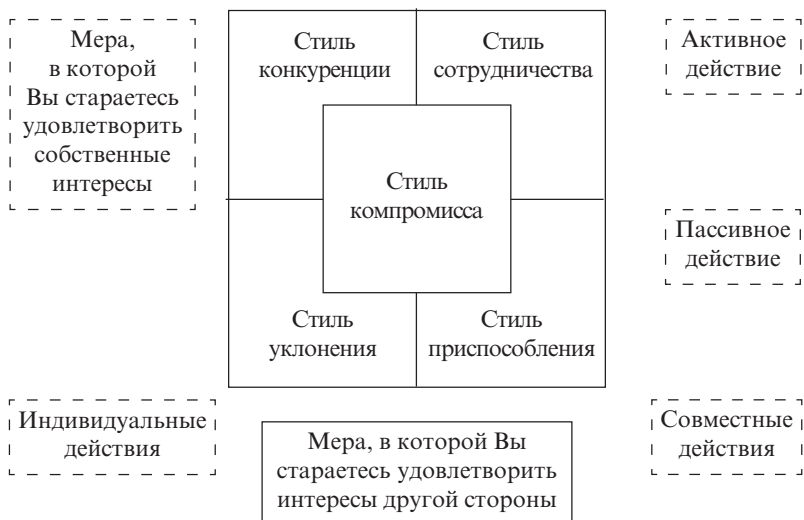 Мера,
в которой
Вы стараетесь
удовлетворить
собственные
интересы
Стиль
конкуренции
Стиль
сотрудничества
Активное
действие
Стиль
компромисса
Пассивное
действие
Стиль
уклонения
Стиль
приспособления
Индивидуальные
действия
Мера, в которой Вы
стараетесь удовлетворить
интересы другой стороны
Совместные
действия